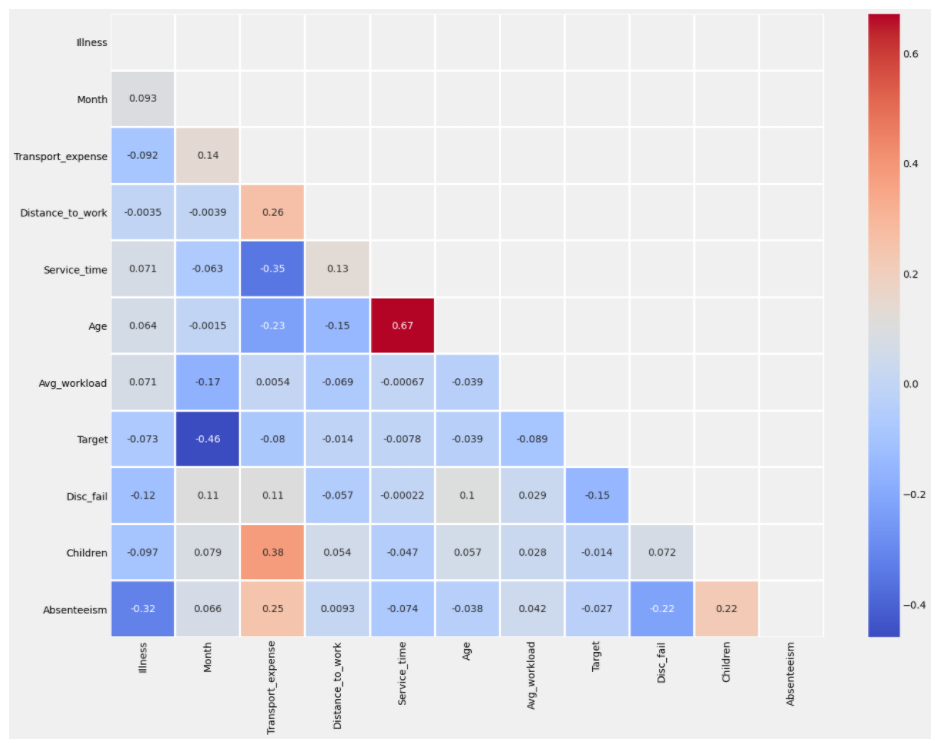 Illness
Month 0.093
Transport_expense -0.092 0.14
Distance_to_work -0.0035 -0.0039 0.26
Service_time 0.071 -0.063 -0.35 0.13
Age 0.064 -0.0015 -0.23 -0.15 0.67
Avg_workload 0.071 -0.17 0.0054 -0.069 -0.00067 -0.039
Target -0.073 -0.46 -0.08 -0.014 -0.0078 -0.039 -0.089
Disc_fail -0.12 0.11 0.11 -0.057 -0.00022 0.1 0.029 -0.15
Children -0.097 0.079 0.38 0.054 -0.047 0.057 0.028 -0.014 0.072
Absenteeism -0.32 0.066 0.25 0.0093 -0.074 -0.038 0.042 -0.027 -0.22 0.22
Illness
Month
Transport_expense
Distance_to_work
Service_time
Age
Avg_workload
Target
Disc_fail
Children
Absenteeism
0.6
0.4
0.2
0.0
−0.2
−0.4